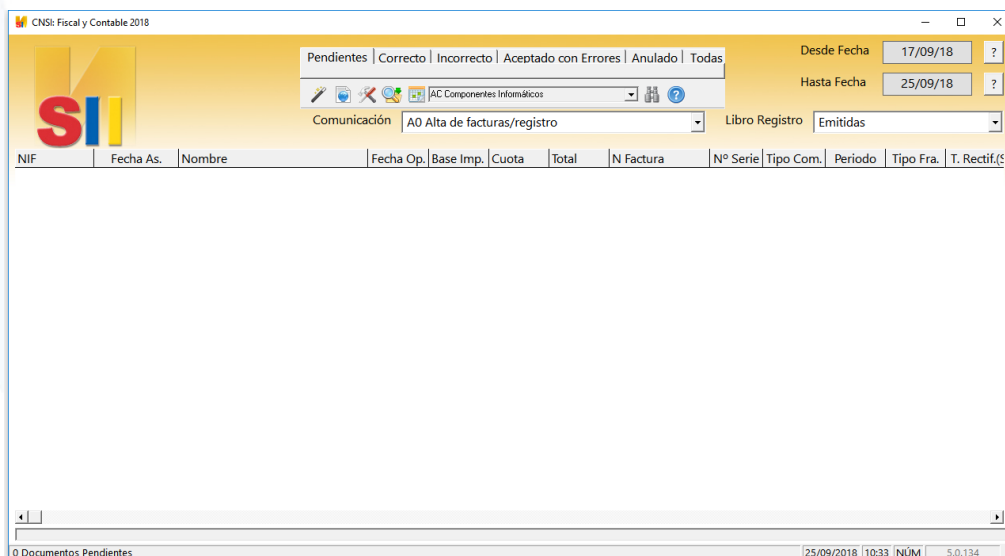 CNSI: Fiscal y Contable 2018
SII
Pendientes Correcto Incorrecto Aceptado con Errores Anulado Todas
Desde Fecha 17/09/18 ?
Hasta Fecha 25/09/18 ?
AC Componentes Informáticos ?
Comunicación A0 Alta de facturas/registro Libro Registro Emitidas
NIF Fecha As. Nombre Fecha Op. Base Imp. Cuota Total N Factura Nº Serie Tipo Com. Periodo Tipo Fra. T. Rectif.(S
0 Documentos Pendientes 25/09/2018 10:33 NÚM 5.0.134